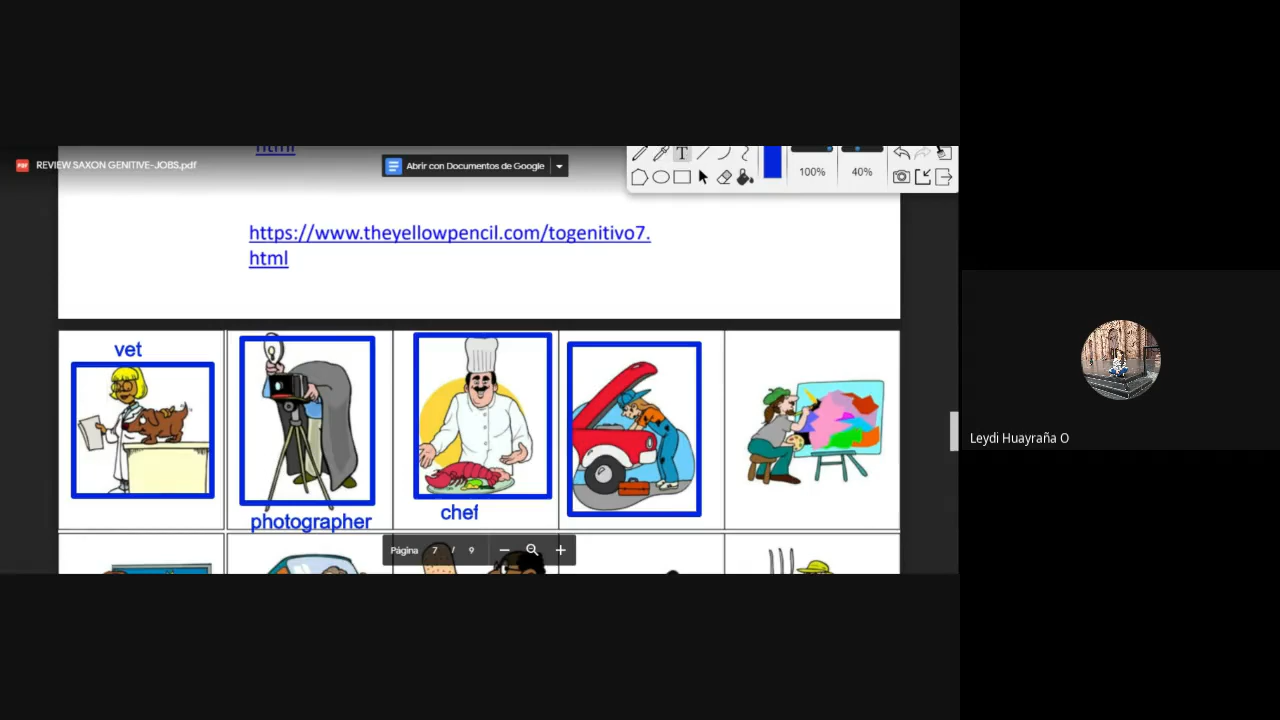 html
REVIEW SAXON GENITIVE-JOBS.pdf
Abrir con Documentos de Google
T
100%
40%
https://www.theyellowpencil.com/togenitivo7.
html
vet
photographer
chef
Página 7 / 9
Leydi Huayraña O